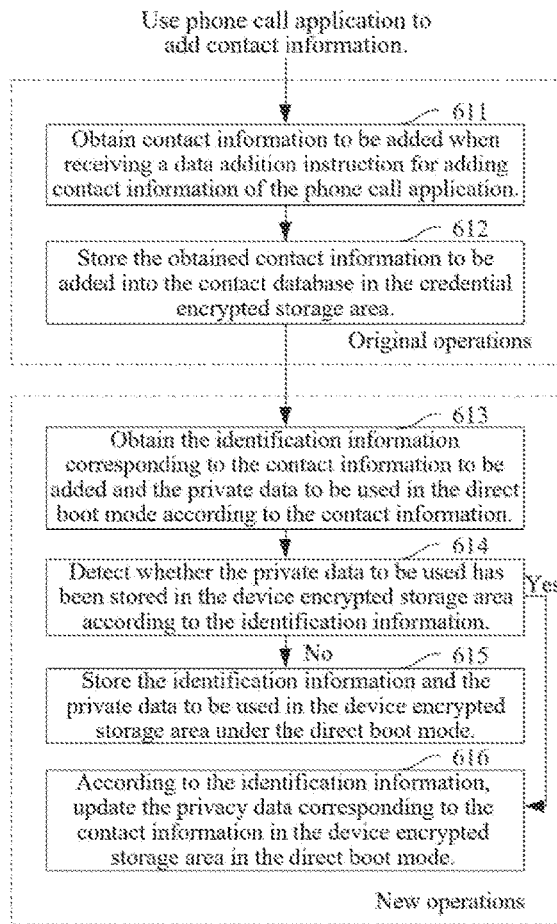 Use phone call application to
add contact information.
611
Obtain contact information to be added when
receiving a data addition instruction for adding
contact information of the phone call application.
612
Store the obtained contact information to be
added into the contact database in the credential
encrypted storage area.
Original operations
613
Obtain the identification information
corresponding to the contact information to be
added and the private data to be used in the direct
boot mode according to the contact information.
614
Detect whether the private data to be used has
been stored in the device encrypted storage area
according to the identification information.
Yes
No
615
Store the identification information and the
private data to be used in the device encrypted
storage area under the direct boot mode.
616
According to the identification information,
update the privacy data corresponding to the
contact information in the device encrypted
storage area in the direct boot mode.
New operations